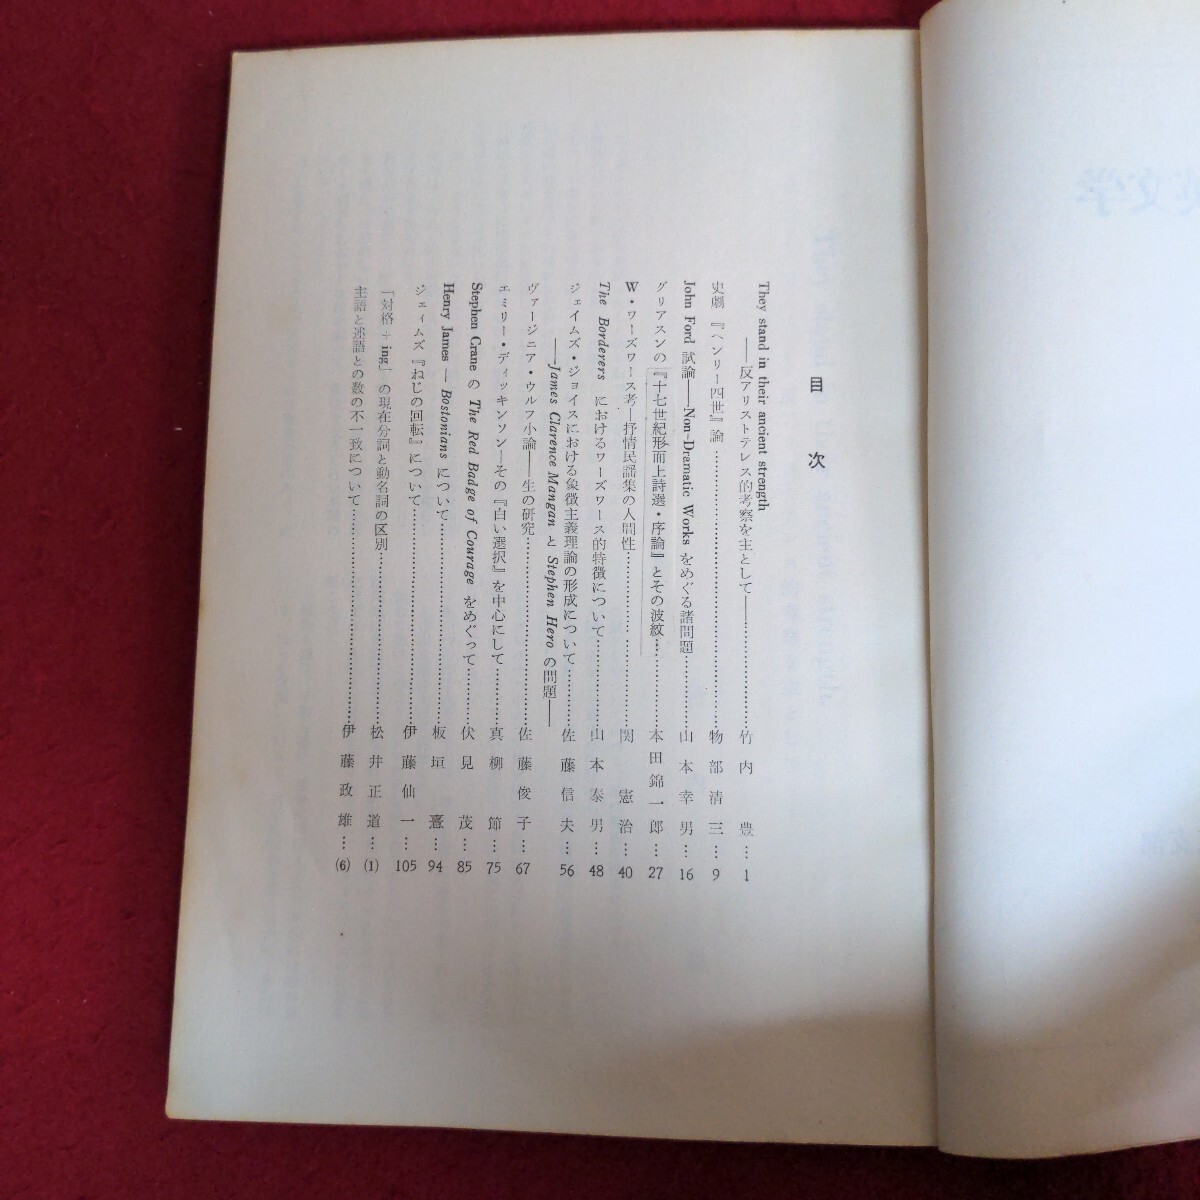 目次
They stand in their ancient strength
――反アリストテレス的考察を主として――…………竹内豊…1
史劇『ヘンリー四世』論…………物部清三…9
John Ford 試論――Non-Dramatic Works をめぐる諸問題…………山本幸男…16
グリアスンの『十七世紀形而上詩選・序論』とその波紋…………本田錦一郎…27
W・ワーズワース考―抒情民謡集の人間性…………関憲治…40
The Borderers におけるワーズワース的特徴について…………山本泰男…48
ジェイムズ・ジョイスにおける象徴主義理論の形成について…………佐藤信夫…56
――James Clarence Mangan と Stephen Hero の問題――
ヴァージニア・ウルフ小論――生の研究…………佐藤俊子…67
エミリー・ディッキンソン―その『白い選択』を中心にして…………真柳節…75
Stephen Crane の The Red Badge of Courage をめぐって…………伏見茂…85
Henry James ― Bostonians について…………板垣…94
ジェイムズ『ねじの回転』について…………伊藤仙一…105
「対格+ing」の現在分詞と動名詞の区別…………松井正道…(1)
主語と述語との数の不一致について…………伊藤政雄…(6)
文学